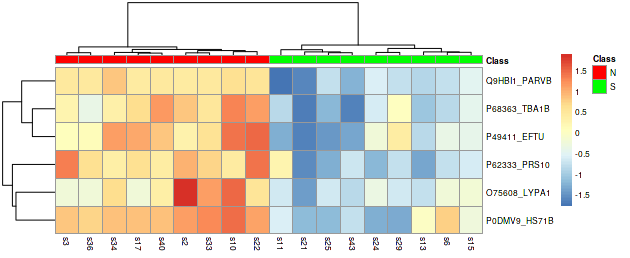 Class
Q9HBI1_PARVB
P68363_TBA1B
P49411_EFTU
P62333_PRS10
O75608_LYPA1
P0DMV9_HS71B
s3 s36 s34 s17 s40 s2 s33 s10 s22 s11 s21 s25 s43 s24 s29 s13 s6 s15
1.5
1
0.5
0
-0.5
-1
-1.5
Class
N
S